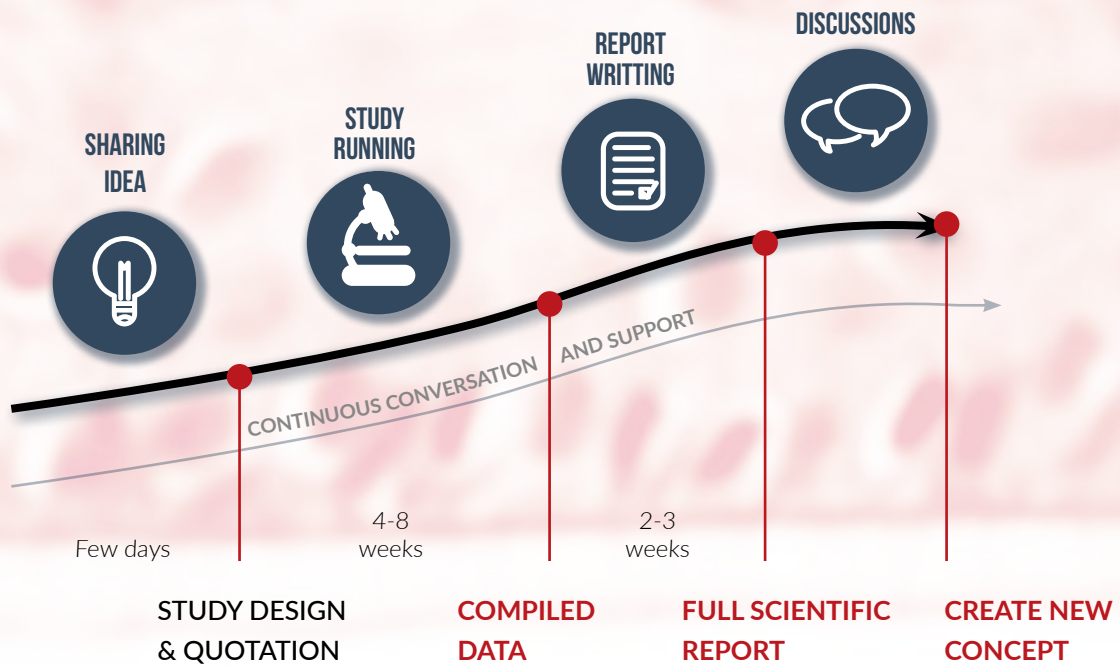 SHARING
IDEA
STUDY
RUNNING
REPORT
WRITTING
DISCUSSIONS
CONTINUOUS CONVERSATION AND SUPPORT
Few days
4-8
weeks
2-3
weeks
STUDY DESIGN
& QUOTATION
COMPILED
DATA
FULL SCIENTIFIC
REPORT
CREATE NEW
CONCEPT